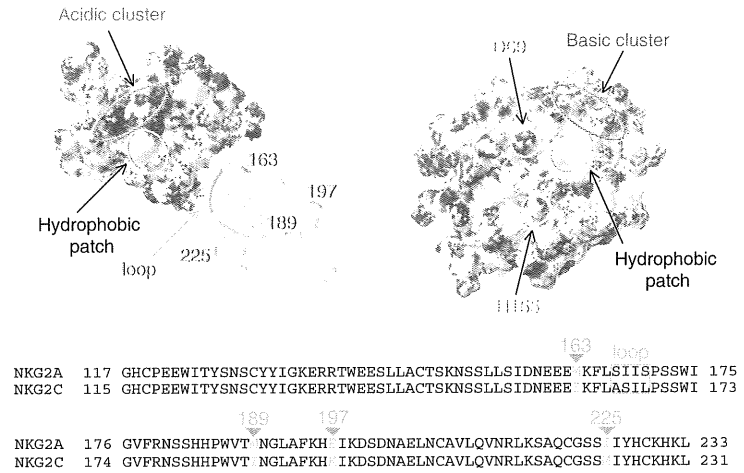 Acidic cluster
Basic cluster
163
197
189
Hydrophobic
patch
225
loop
Hydrophobic
patch
163 loop
NKG2A 117 GHCPEEWITYSNSCYYIGKERRTWEESLLACTSKNSSLLSIDNEEE KFLSIISPSSWI 175
NKG2C 115 GHCPEEWITYSNSCYYIGKERRTWEESLLACTSKNSSLLSIDNEEE KFLASILPSSWI 173
189 197 225
NKG2A 176 GVFRNSSHHPWVT NGLAFKH IKDSDNAELNCAVLQVNRLKSAQCGSS IYHCKHKL 233
NKG2C 174 GVFRNSSHHPWVT NGLAFKH IKDSDNAELNCAVLQVNRLKSAQCGSS IYHCKHKL 231